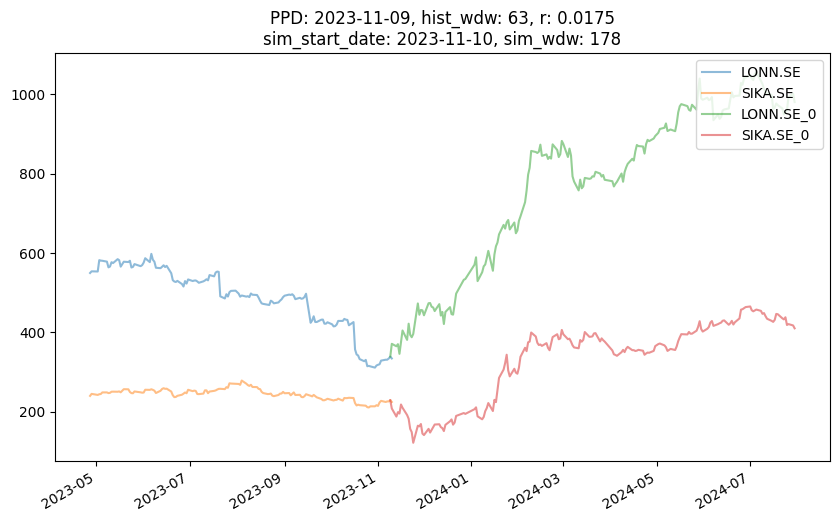 PPD: 2023-11-09, hist_wdw: 63, r: 0.0175
sim_start_date: 2023-11-10, sim_wdw: 178
LONN.SE
SIKA.SE
LONN.SE_0
SIKA.SE_0
1000
800
600
400
200
2023-05
2023-07
2023-09
2023-11
2024-01
2024-03
2024-05
2024-07